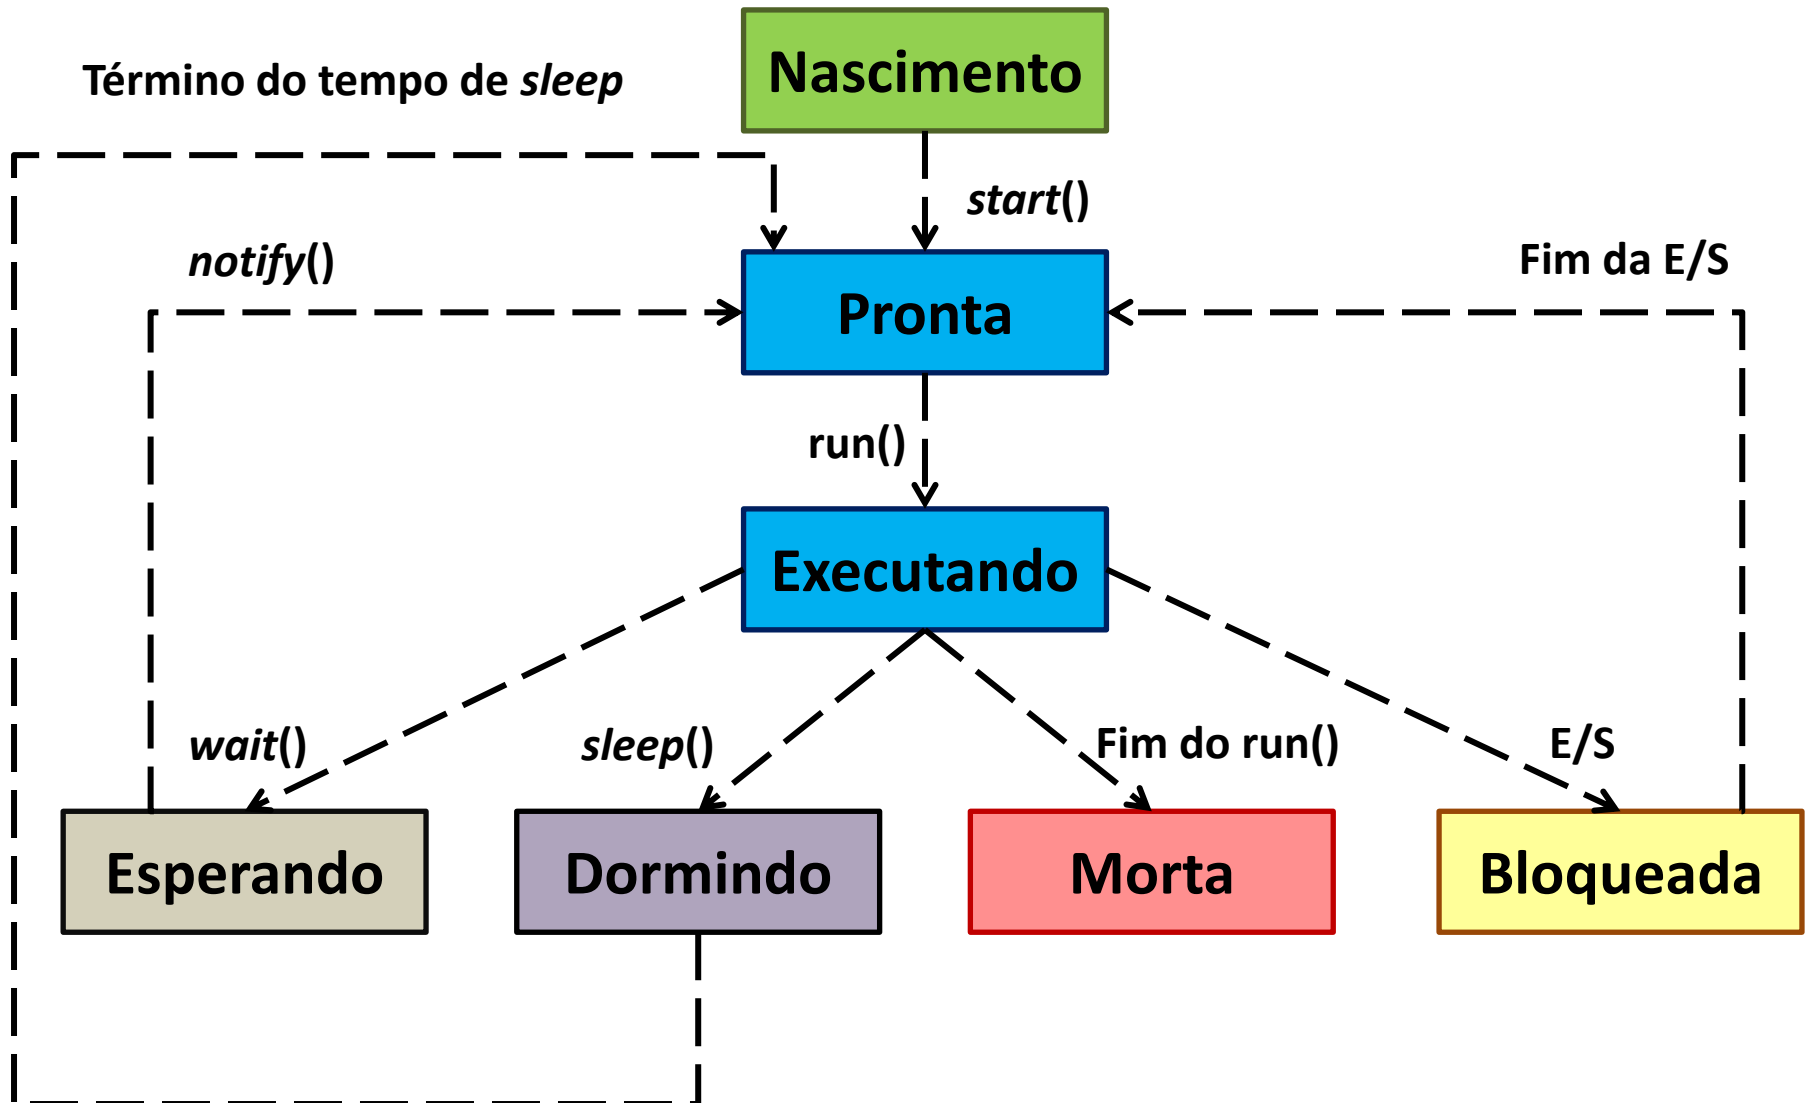 Nascimento
Término do tempo de sleep
start()
notify()
Fim da E/S
Pronta
run()
Executando
wait()
sleep()
Fim do run()
E/S
Esperando
Dormindo
Morta
Bloqueada